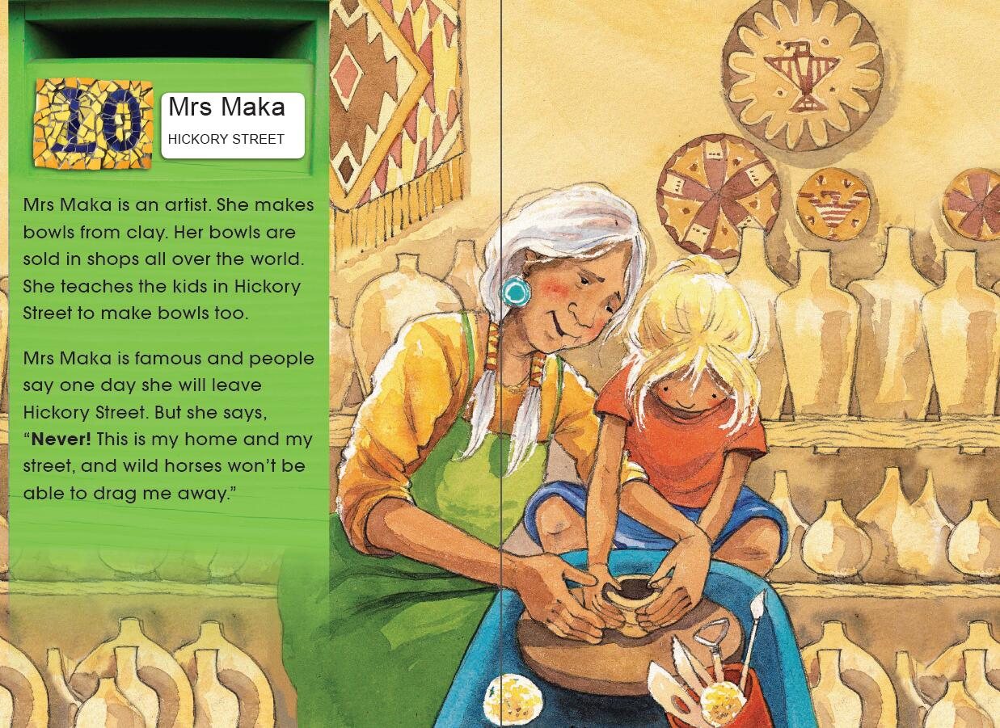 10
Mrs Maka
HICKORY STREET
Mrs Maka is an artist. She makes
bowls from clay. Her bowls are
sold in shops all over the world.
She teaches the kids in Hickory
Street to make bowls too.
Mrs Maka is famous and people
say one day she will leave
Hickory Street. But she says,
“Never! This is my home and my
street, and wild horses won’t be
able to drag me away.”